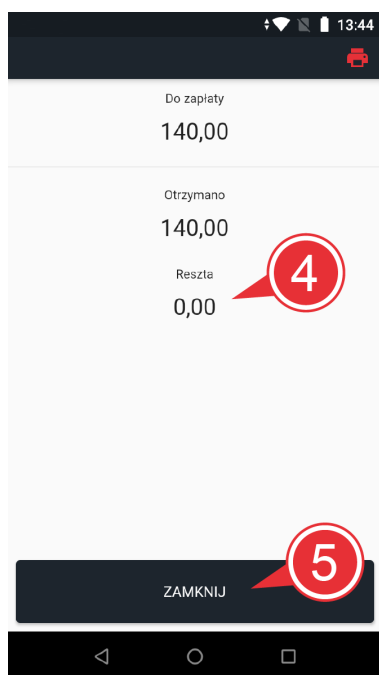 13:44
Do zapłaty
140,00
Otrzymano
140,00
Reszta
4
0,00
5
ZAMKNIJ